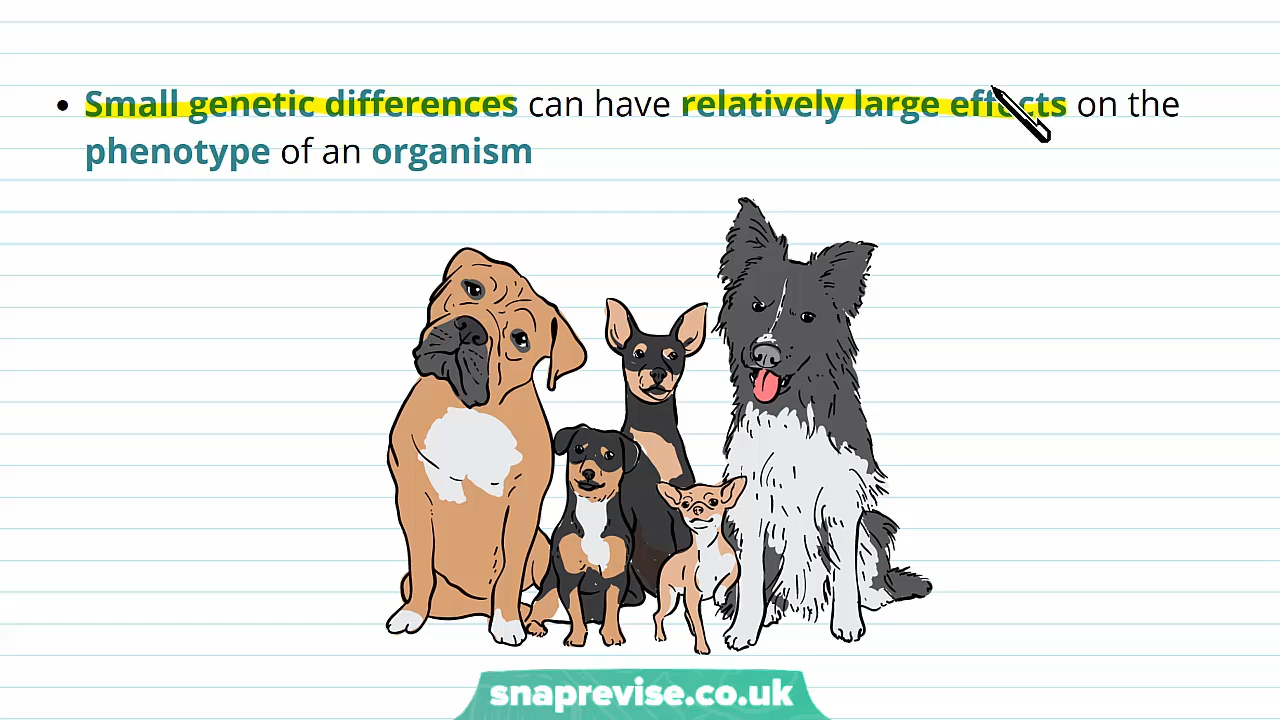 • Small genetic differences can have relatively large effects on the
phenotype of an organism
snaprevise.co.uk